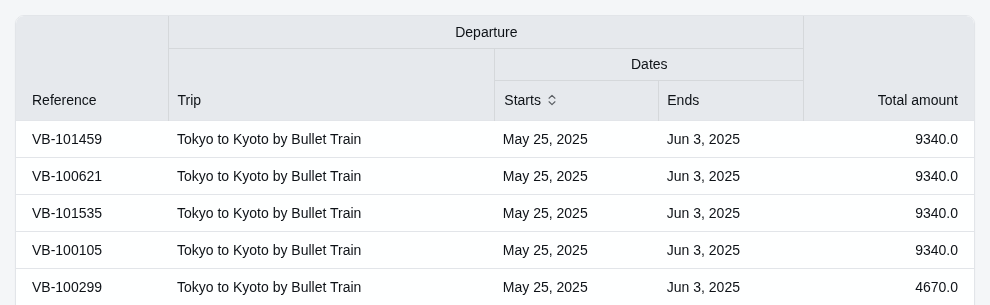 Departure
Dates
Reference Trip Starts Ends Total amount
VB-101459 Tokyo to Kyoto by Bullet Train May 25, 2025 Jun 3, 2025 9340.0
VB-100621 Tokyo to Kyoto by Bullet Train May 25, 2025 Jun 3, 2025 9340.0
VB-101535 Tokyo to Kyoto by Bullet Train May 25, 2025 Jun 3, 2025 9340.0
VB-100105 Tokyo to Kyoto by Bullet Train May 25, 2025 Jun 3, 2025 9340.0
VB-100299 Tokyo to Kyoto by Bullet Train May 25, 2025 Jun 3, 2025 4670.0